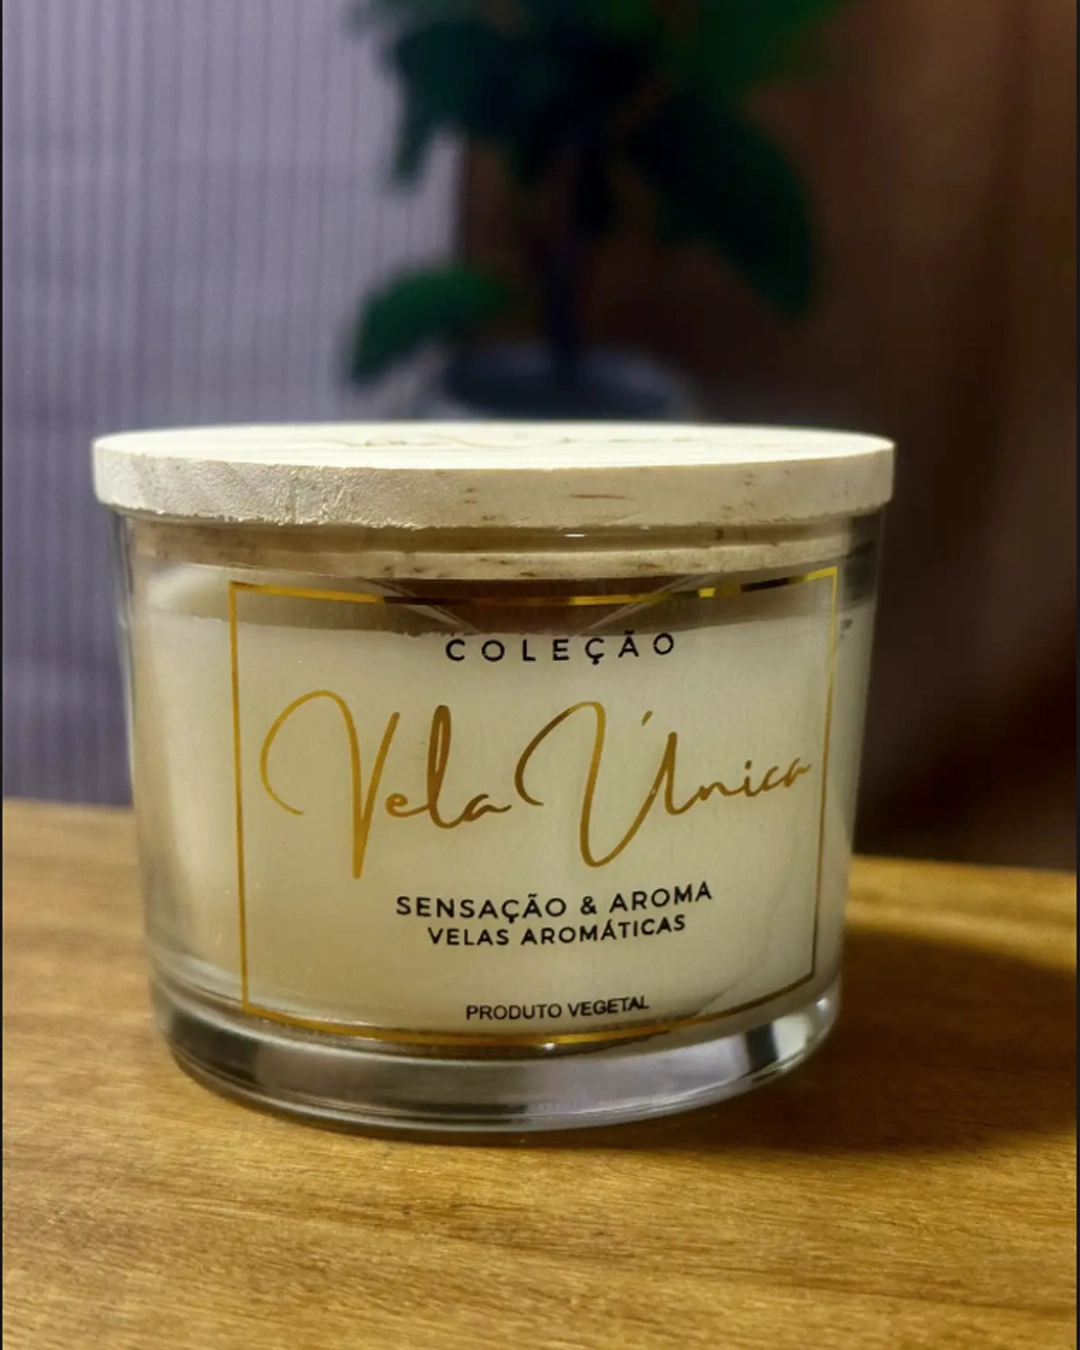 COLEÇÃO
Vela Única
SENSAÇÃO & AROMA
VELAS AROMÁTICAS
PRODUTO VEGETAL